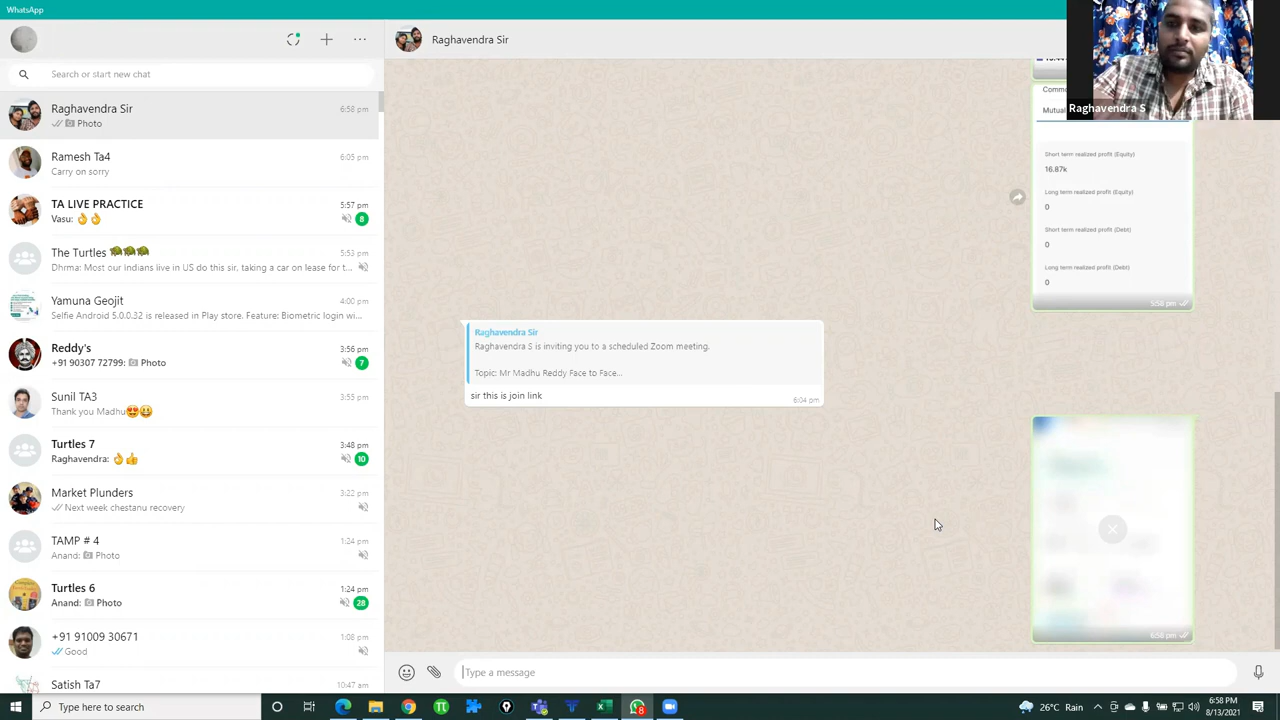 WhatsApp
Search or start new chat
Raghavendra Sir
6:58 pm
Photo
Ramesh Ta4
6:05 pm
Carry on sorry
TA LIVE PRACTICE
5:57 pm
Vasu: 👌👌
8
The Turtles 🐢🐢🐢
5:53 pm
Dhrma: Most our Indians live in US do this sir, taking a car on lease for t...
Yamuna Geojit
4:00 pm
Selfie Android 5.0.0.32 is released in Play store. Feature: Biometric login wi...
Reddy's
3:56 pm
+91 90307 72799: Photo
7
Sunil TA3
3:55 pm
Thank you Madhu😍😃
Turtles 7
3:48 pm
Raghavendra: 👌👍
10
Market Plunders
3:22 pm
Next week chestanu recovery
TAMP # 4
1:24 pm
Anand: Photo
Turtles 6
1:24 pm
Anand: Photo
28
+91 91009 30671
1:08 pm
Good
Satish Ta7
10:47 am
Raghavendra Sir
Raghavendra S
Mutual
Short term realized profit (Equity)
16.87k
Long term realized profit (Equity)
0
Short term realized profit (Debt)
0
Long term realized profit (Debt)
0
5:58 pm
Raghavendra Sir
Raghavendra S is inviting you to a scheduled Zoom meeting.
Topic: Mr Madhu Reddy Face to Face...
sir this is join link
6:04 pm
6:58 pm
Type a message
Type here to search
8
26°C Rain
6:58 PM
8/13/2021